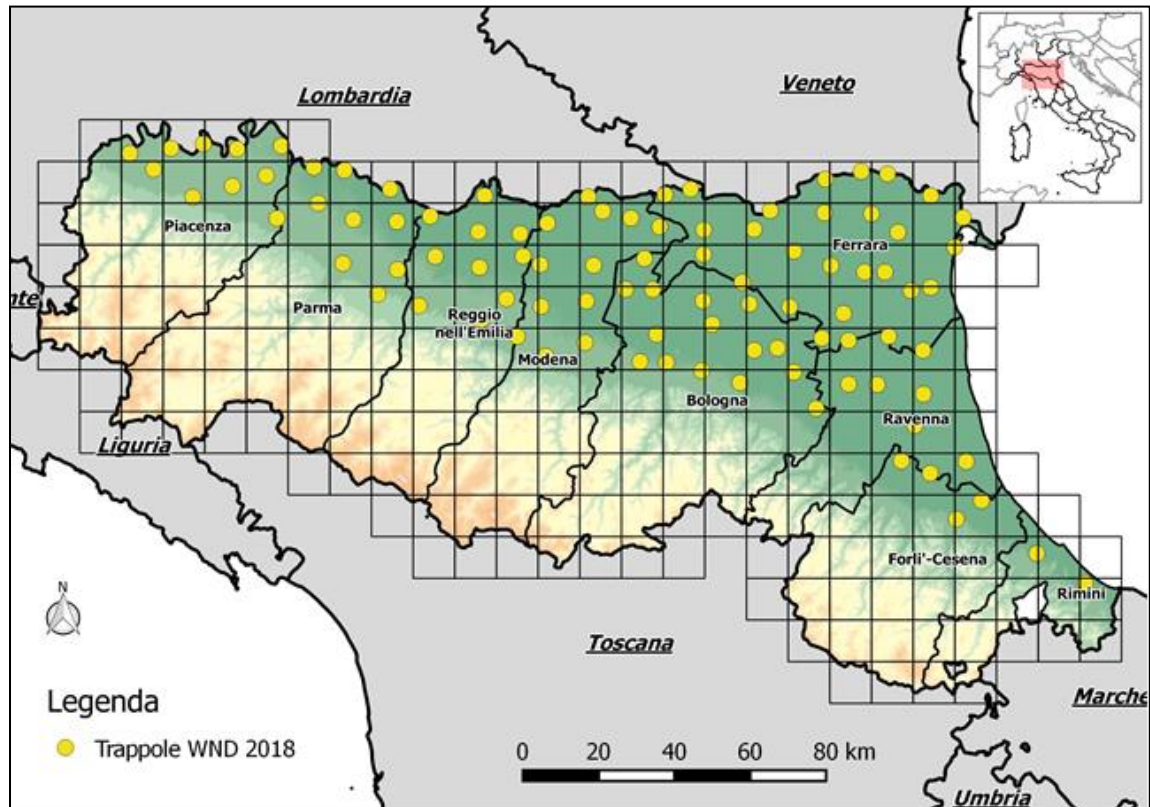 Lombardia
Veneto
Piacenza
Ferrara
nte
Parma
Reggio
nell'Emilia
Modena
Bologna
Ravenna
Liguria
Forli'-Cesena
Rimini
N
Toscana
Marche
Legenda
Trappole WND 2018
0 20 40 60 80 km
Umbria